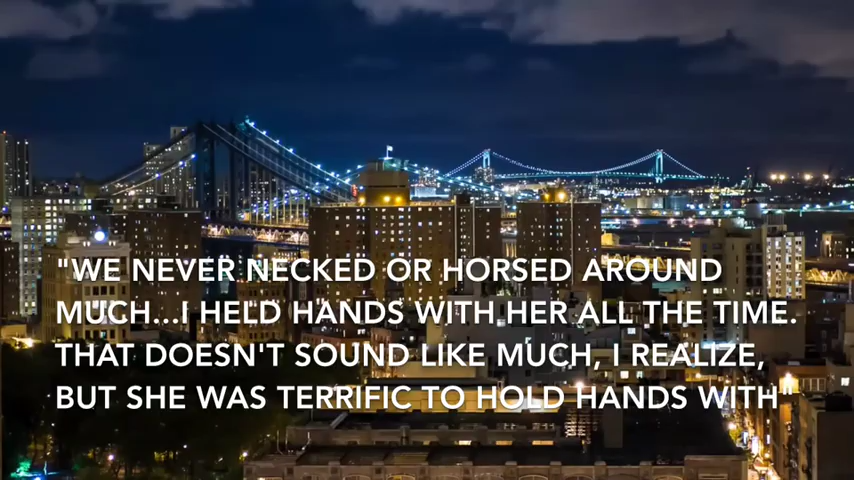 "WE NEVER NECKED OR HORSED AROUND
MUCH...I HELD HANDS WITH HER ALL THE TIME.
THAT DOESN'T SOUND LIKE MUCH, I REALIZE,
BUT SHE WAS TERRIFIC TO HOLD HANDS WITH"